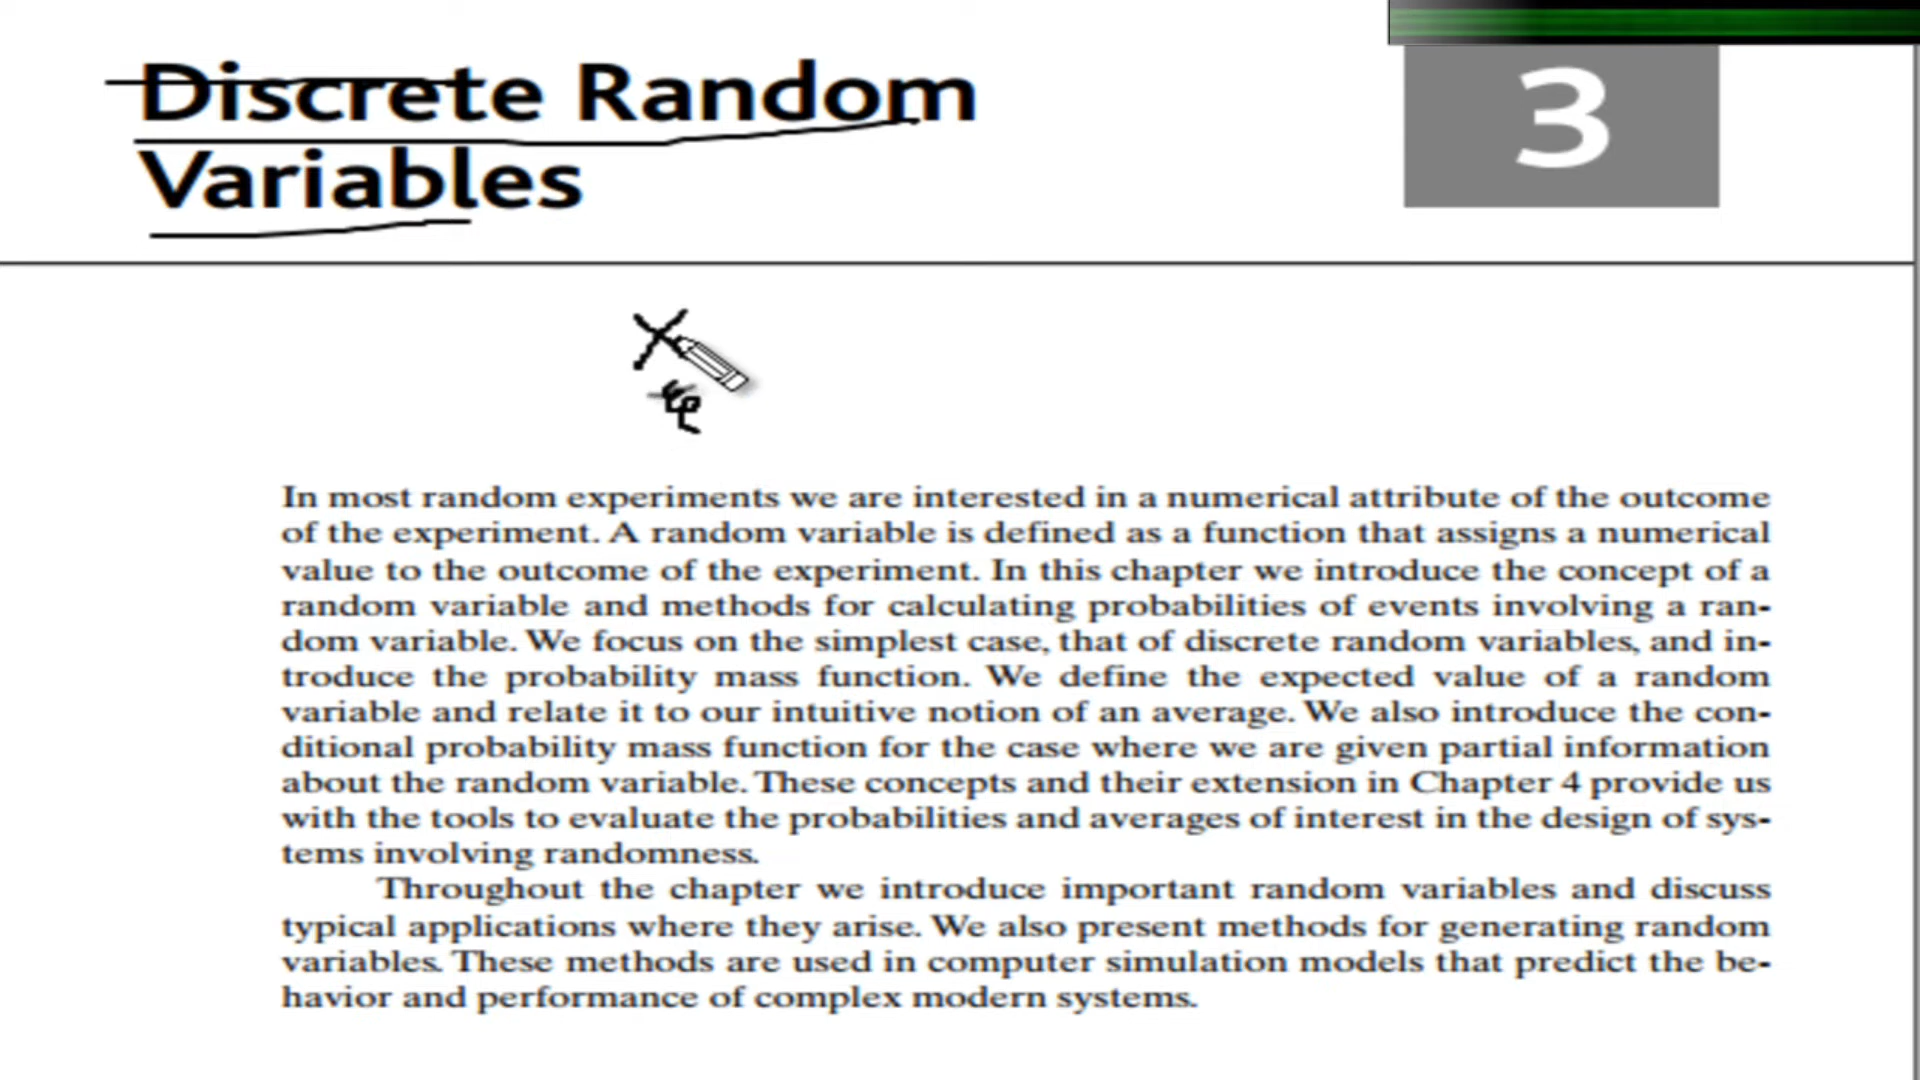 Discrete Random
Variables
3
X
In most random experiments we are interested in a numerical attribute of the outcome
of the experiment. A random variable is defined as a function that assigns a numerical
value to the outcome of the experiment. In this chapter we introduce the concept of a
random variable and methods for calculating probabilities of events involving a ran-
dom variable. We focus on the simplest case, that of discrete random variables, and in-
troduce the probability mass function. We define the expected value of a random
variable and relate it to our intuitive notion of an average. We also introduce the con-
ditional probability mass function for the case where we are given partial information
about the random variable. These concepts and their extension in Chapter 4 provide us
with the tools to evaluate the probabilities and averages of interest in the design of sys-
tems involving randomness.
Throughout the chapter we introduce important random variables and discuss
typical applications where they arise. We also present methods for generating random
variables. These methods are used in computer simulation models that predict the be-
havior and performance of complex modern systems.